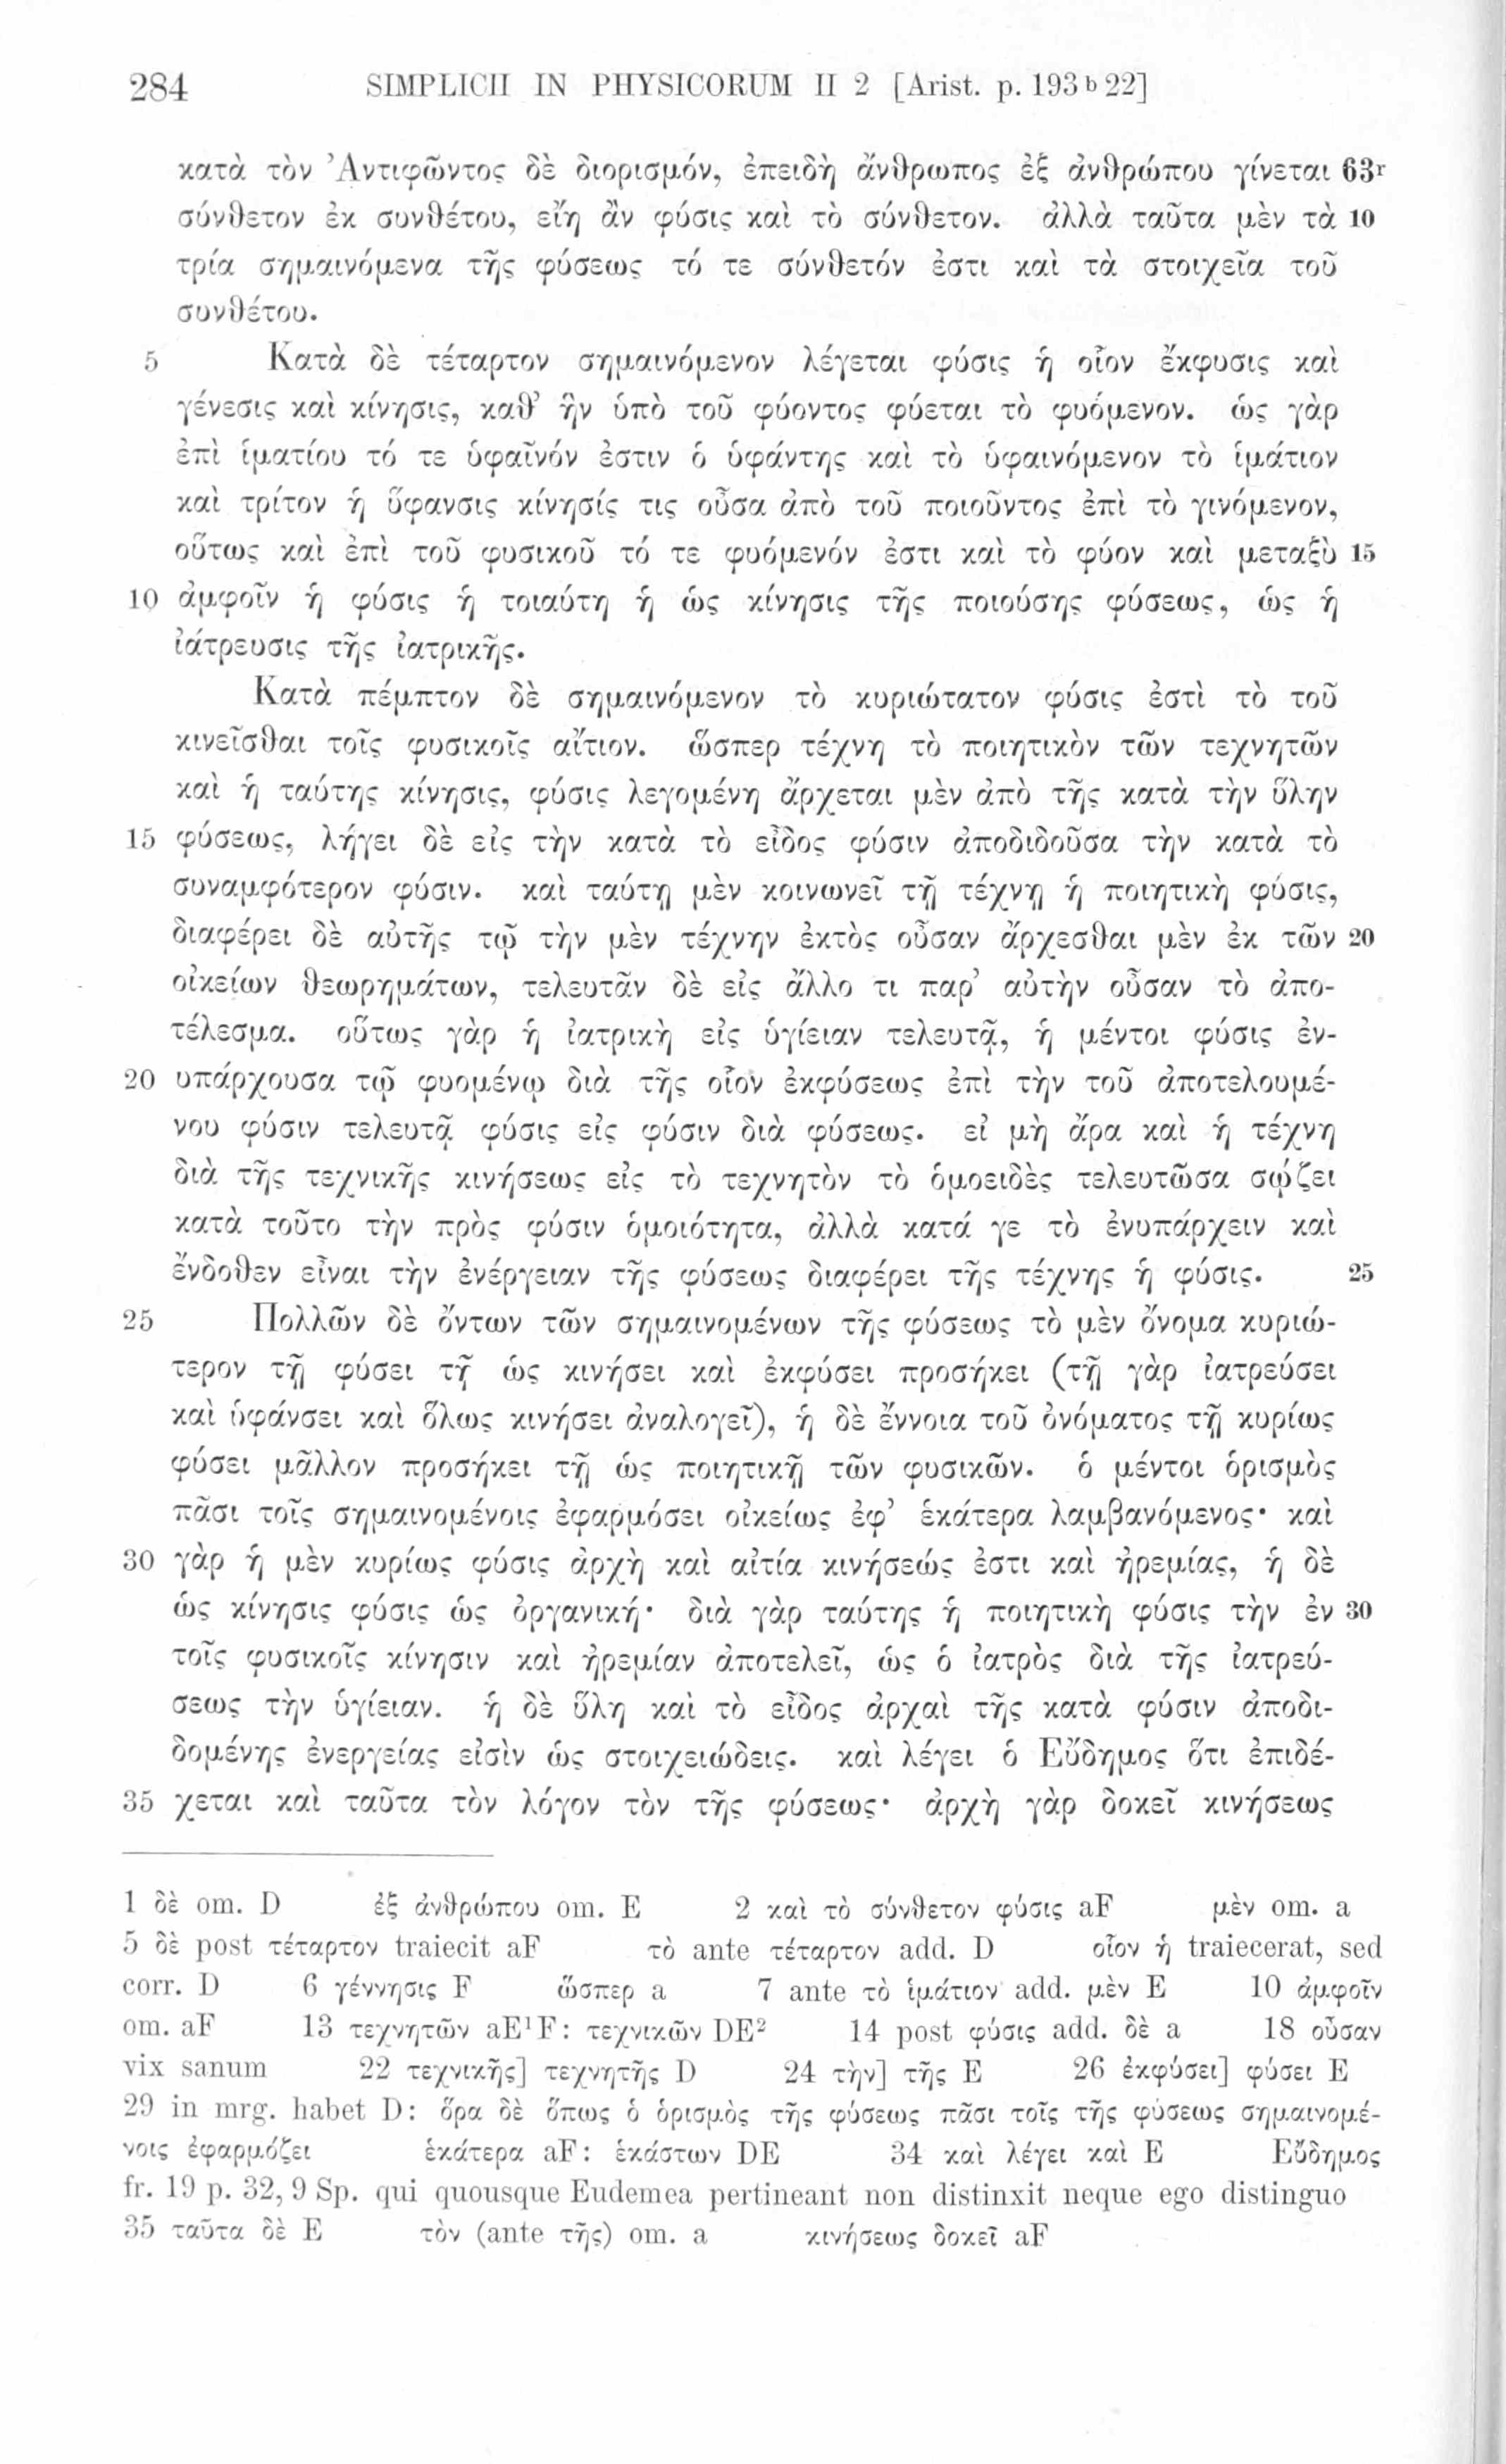 284 SIMPLICII IN PHYSICORUM II 2 [Arist. p. 193 b 22]
κατὰ τὸν Ἀντιφῶντος δὲ διορισμόν, ἐπειδὴ ἄνθρωπος ἐξ ἀνθρώπου γίνεται 63r
σύνθετον ἐκ συνθέτου, εἴη ἂν φύσις καὶ τὸ σύνθετον. ἀλλὰ ταῦτα μὲν τὰ 10
τρία σημαινόμενα τῆς φύσεως τό τε σύνθετόν ἐστι καὶ τὰ στοιχεῖα τοῦ
συνθέτου.
5 Κατὰ δὲ τέταρτον σημαινόμενον λέγεται φύσις ἡ οἷον ἔκφυσις καὶ
γένεσις καὶ κίνησις, καθ’ ἣν ὑπὸ τοῦ φύοντος φύεται τὸ φυόμενον. ὡς γὰρ
ἐπὶ ἱματίου τό τε ὑφαῖνόν ἐστιν ὁ ὑφάντης καὶ τὸ ὑφαινόμενον τὸ ἱμάτιον
καὶ τρίτον ἡ ὕφανσις κίνησίς τις οὖσα ἀπὸ τοῦ ποιοῦντος ἐπὶ τὸ γινόμενον,
οὕτως καὶ ἐπὶ τοῦ φυσικοῦ τό τε φυόμενόν ἐστι καὶ τὸ φύον καὶ μεταξὺ 15
10 ἀμφοῖν ἡ φύσις ἡ τοιαύτη ἡ ὡς κίνησις τῆς ποιούσης φύσεως, ὡς ἡ
ἰάτρευσις τῆς ἰατρικῆς.
Κατὰ πέμπτον δὲ σημαινόμενον τὸ κυριώτατον φύσις ἐστὶ τὸ τοῦ
κινεῖσθαι τοῖς φυσικοῖς αἴτιον. ὥσπερ τέχνη τὸ ποιητικὸν τῶν τεχνητῶν
καὶ ἡ ταύτης κίνησις, φύσις λεγομένη ἄρχεται μὲν ἀπὸ τῆς κατὰ τὴν ὕλην
15 φύσεως, λήγει δὲ εἰς τὴν κατὰ τὸ εἶδος φύσιν ἀποδιδοῦσα τὴν κατὰ τὸ
συναμφότερον φύσιν. καὶ ταύτῃ μὲν κοινωνεῖ τῇ τέχνῃ ἡ ποιητικὴ φύσις,
διαφέρει δὲ αὐτῆς τῷ τὴν μὲν τέχνην ἐκτὸς οὖσαν ἄρχεσθαι μὲν ἐκ τῶν 20
οἰκείων θεωρημάτων, τελευτᾶν δὲ εἰς ἄλλο τι παρ’ αὐτὴν οὖσαν τὸ ἀπο-
τέλεσμα. οὕτως γὰρ ἡ ἰατρικὴ εἰς ὑγίειαν τελευτᾷ, ἡ μέντοι φύσις ἐν-
20 υπάρχουσα τῷ φυομένῳ διὰ τῆς οἷον ἐκφύσεως ἐπὶ τὴν τοῦ ἀποτελουμέ-
νου φύσιν τελευτᾷ φύσις εἰς φύσιν διὰ φύσεως. εἰ μὴ ἄρα καὶ ἡ τέχνη
διὰ τῆς τεχνικῆς κινήσεως εἰς τὸ τεχνητὸν τὸ ὁμοειδὲς τελευτῶσα σῴζει
κατὰ τοῦτο τὴν πρὸς φύσιν ὁμοιότητα, ἀλλὰ κατά γε τὸ ἐνυπάρχειν καὶ
ἔνδοθεν εἶναι τὴν ἐνέργειαν τῆς φύσεως διαφέρει τῆς τέχνης ἡ φύσις. 25
25 Πολλῶν δὲ ὄντων τῶν σημαινομένων τῆς φύσεως τὸ μὲν ὄνομα κυριώ-
τερον τῇ φύσει τῇ ὡς κινήσει καὶ ἐκφύσει προσήκει (τῇ γὰρ ἰατρεύσει
καὶ ὑφάνσει καὶ ὅλως κινήσει ἀναλογεῖ), ἡ δὲ ἔννοια τοῦ ὀνόματος τῇ κυρίως
φύσει μᾶλλον προσήκει τῇ ὡς ποιητικῇ τῶν φυσικῶν. ὁ μέντοι ὁρισμὸς
πᾶσι τοῖς σημαινομένοις ἐφαρμόσει οἰκείως ἐφ’ ἑκάτερα λαμβανόμενος· καὶ
30 γὰρ ἡ μὲν κυρίως φύσις ἀρχὴ καὶ αἰτία κινήσεώς ἐστι καὶ ἠρεμίας, ἡ δὲ
ὡς κίνησις φύσις ὡς ὀργανική· διὰ γὰρ ταύτης ἡ ποιητικὴ φύσις τὴν ἐν 30
τοῖς φυσικοῖς κίνησιν καὶ ἠρεμίαν ἀποτελεῖ, ὡς ὁ ἰατρὸς διὰ τῆς ἰατρεύ-
σεως τὴν ὑγίειαν. ἡ δὲ ὕλη καὶ τὸ εἶδος ἀρχαὶ τῆς κατὰ φύσιν ἀποδι-
δομένης ἐνεργείας εἰσὶν ὡς στοιχειώδεις. καὶ λέγει ὁ Εὔδημος ὅτι ἐπιδέ-
35 χεται καὶ ταῦτα τὸν λόγον τὸν τῆς φύσεως· ἀρχὴ γὰρ δοκεῖ κινήσεως
1 δὲ om. D ἐξ ἀνθρώπου om. E 2 καὶ τὸ σύνθετον φύσις aF μὲν om. a
5 δὲ post τέταρτον traiecit aF τὸ ante τέταρτον add. D οἷον ἡ traiecerat, sed
corr. D 6 γέννησις F ὥσπερ a 7 ante τὸ ἱμάτιον add. μὲν E 10 ἀμφοῖν
om. aF 13 τεχνητῶν aE¹F: τεχνικῶν DE² 14 post φύσις add. δὲ a 18 οὖσαν
vix sanum 22 τεχνικῆς] τεχνητῆς D 24 τὴν] τῆς E 26 ἐκφύσει] φύσει E
29 in mrg. habet D: ὅρα δὲ ὅπως ὁ ὁρισμὸς τῆς φύσεως πᾶσι τοῖς τῆς φύσεως σημαινομέ-
νοις ἐφαρμόζει ἑκάτερα aF: ἑκάστων DE 34 καὶ λέγει καὶ E Εὔδημος
fr. 19 p. 32, 9 Sp. qui quousque Eudemea pertineant non distinxit neque ego distinguo
35 ταῦτα δὲ E τὸν (ante τῆς) om. a κινήσεως δοκεῖ aF